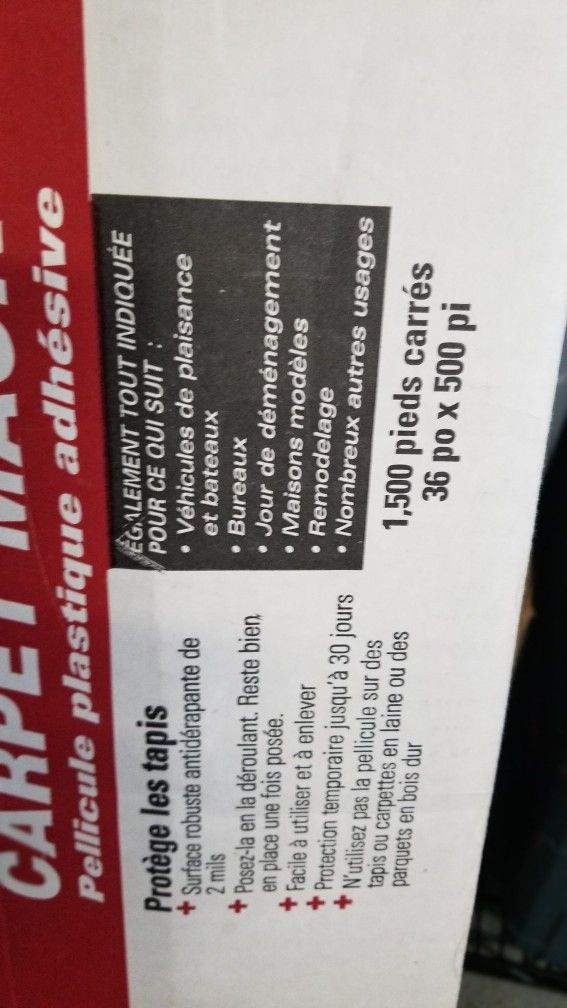 CARPET
Pellicule plastique adhésive
Protège les tapis
+ Surface robuste antidérapante de
2 mils
+ Posez-la en la déroulant. Reste bien
en place une fois posée.
+ Facile à utiliser et à enlever
+ Protection temporaire jusqu'à 30 jours
+ N'utilisez pas la pellicule sur des
tapis ou carpettes en laine ou des
parquets en bois dur
ÉGALEMENT TOUT INDIQUÉE
POUR CE QUI SUIT :
• Véhicules de plaisance
et bateaux
• Bureaux
• Jour de déménagement
• Maisons modèles
• Remodelage
• Nombreux autres usages
1,500 pieds carrés
36 po x 500 pi